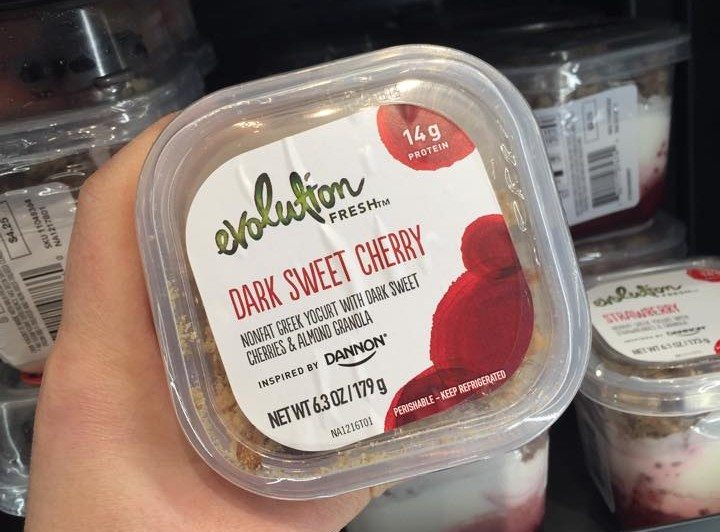 14g
PROTEIN
evolution
FRESH™
DARK SWEET CHERRY
NONFAT GREEK YOGURT WITH DARK SWEET
CHERRIES & ALMOND GRANOLA
INSPIRED BY DANNON®
NET WT 6.3 OZ / 179 g
PERISHABLE – KEEP REFRIGERATED
NA1216T01
$4.25
evolution
STRAWBERRY
DANNON